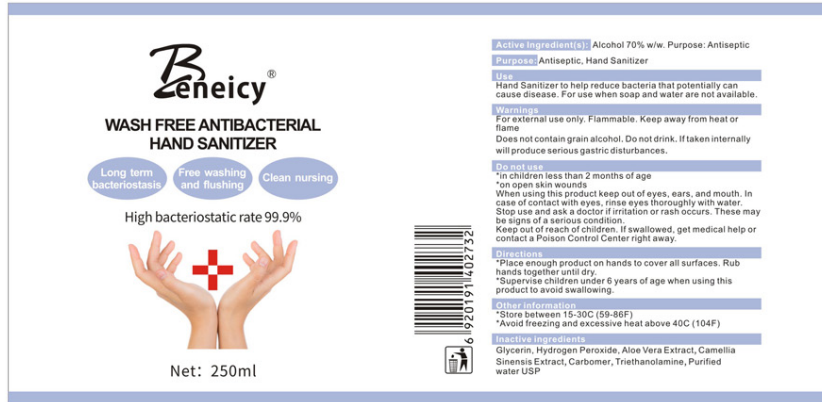 Beneicy®
WASH FREE ANTIBACTERIAL
HAND SANITIZER
Long term
bacteriostasis
Free washing
and flushing
Clean nursing
High bacteriostatic rate 99.9%
Net: 250ml
6 920191 402732
Active Ingredient(s): Alcohol 70% w/w. Purpose: Antiseptic
Purpose: Antiseptic, Hand Sanitizer
Use
Hand Sanitizer to help reduce bacteria that potentially can
cause disease. For use when soap and water are not available.
Warnings
For external use only. Flammable. Keep away from heat or
flame
Does not contain grain alcohol. Do not drink. If taken internally
will produce serious gastric disturbances.
Do not use
*in children less than 2 months of age
*on open skin wounds
When using this product keep out of eyes, ears, and mouth. In
case of contact with eyes, rinse eyes thoroughly with water.
Stop use and ask a doctor if irritation or rash occurs. These may
be signs of a serious condition.
Keep out of reach of children. If swallowed, get medical help or
contact a Poison Control Center right away.
Directions
*Place enough product on hands to cover all surfaces. Rub
hands together until dry.
*Supervise children under 6 years of age when using this
product to avoid swallowing.
Other information
*Store between 15-30C (59-86F)
*Avoid freezing and excessive heat above 40C (104F)
Inactive ingredients
Glycerin, Hydrogen Peroxide, Aloe Vera Extract, Camellia
Sinensis Extract, Carbomer, Triethanolamine, Purified
water USP